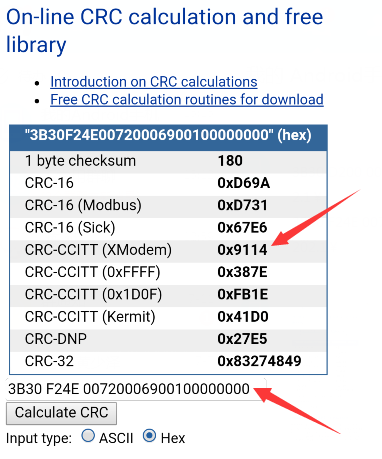 On-line CRC calculation and free
library
Introduction on CRC calculations
Free CRC calculation routines for download
"3B30F24E00720006900100000000" (hex)
1 byte checksum 180
CRC-16 0xD69A
CRC-16 (Modbus) 0xD731
CRC-16 (Sick) 0x67E6
CRC-CCITT (XModem) 0x9114
CRC-CCITT (0xFFFF) 0x387E
CRC-CCITT (0x1D0F) 0xFB1E
CRC-CCITT (Kermit) 0x41D0
CRC-DNP 0x27E5
CRC-32 0x83274849
3B30 F24E 00720006900100000000
Calculate CRC
Input type: ASCII Hex